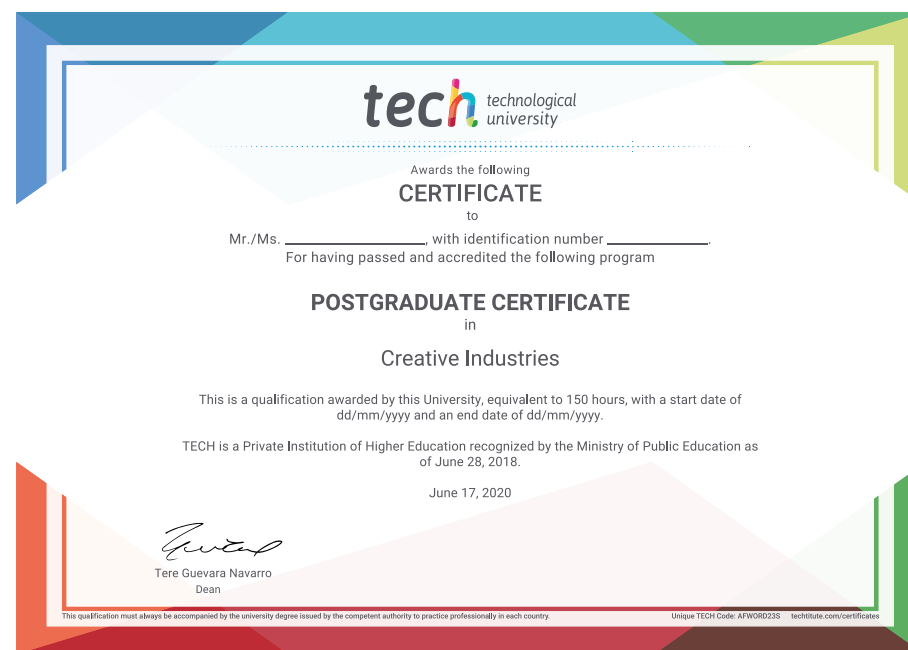 tech technological
university
Awards the following
CERTIFICATE
to
Mr./Ms. ____________________, with identification number ____________________.
For having passed and accredited the following program
POSTGRADUATE CERTIFICATE
in
Creative Industries
This is a qualification awarded by this University, equivalent to 150 hours, with a start date of
dd/mm/yyyy and an end date of dd/mm/yyyy.
TECH is a Private Institution of Higher Education recognized by the Ministry of Public Education as
of June 28, 2018.
June 17, 2020
Tere Guevara Navarro
Dean
This qualification must always be accompanied by the university degree issued by the competent authority to practice professionally in each country.
Unique TECH Code: AFWORD23S techtitute.com/certificates